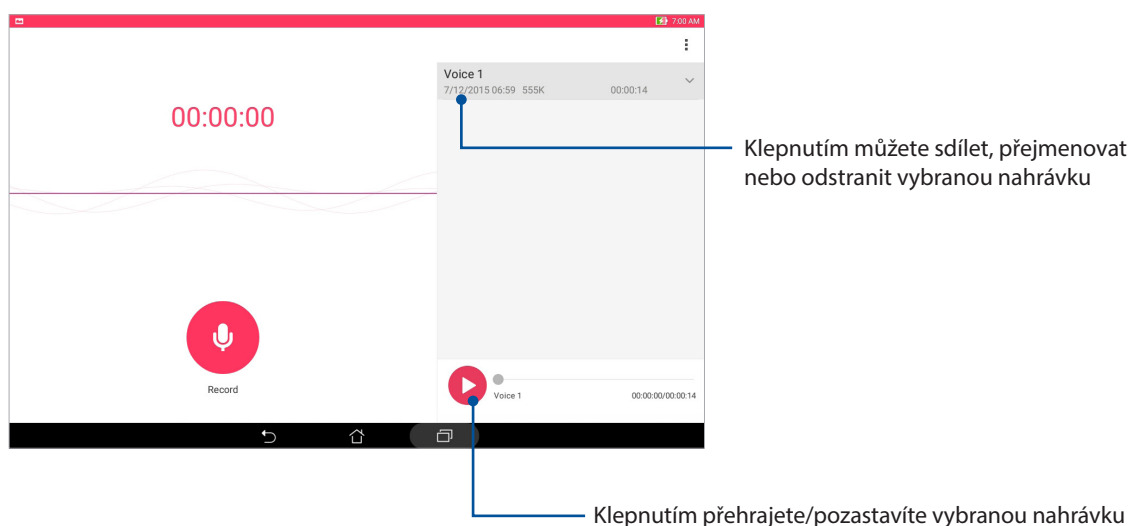 7:00 AM
Voice 1
7/12/2015 06:59 555K 00:00:14
00:00:00
Klepnutím můžete sdílet, přejmenovat
nebo odstranit vybranou nahrávku
Record
Voice 1 00:00:00/00:00:14
Klepnutím přehrajete/pozastavíte vybranou nahrávku